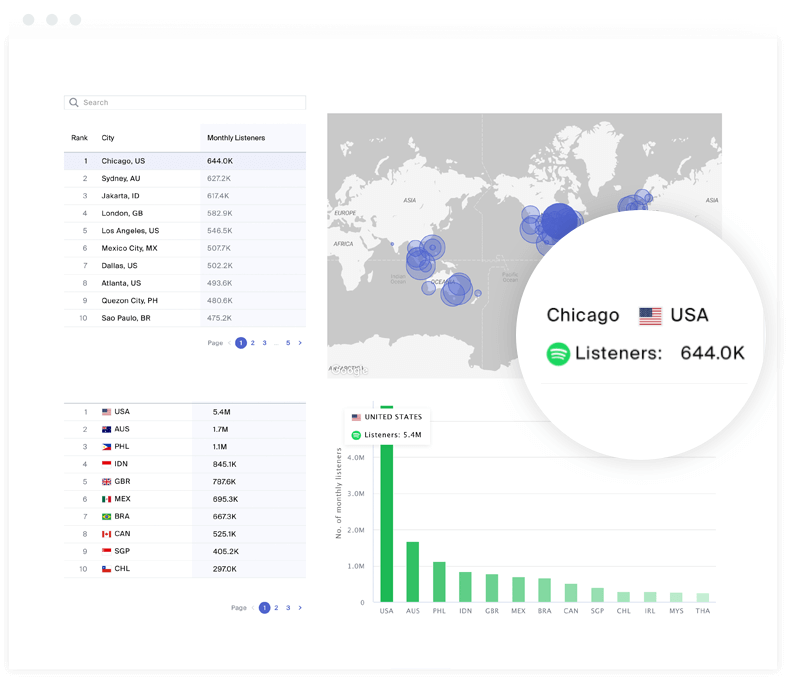 Search
Rank City Monthly Listeners
1 Chicago, US 644.0K
2 Sydney, AU 627.2K
3 Jakarta, ID 617.4K
4 London, GB 582.9K
5 Los Angeles, US 546.5K
6 Mexico City, MX 507.7K
7 Dallas, US 502.2K
8 Atlanta, US 493.6K
9 Quezon City, PH 480.6K
10 Sao Paulo, BR 475.2K
Page < 1 2 3 ... 5 >
ASIA
EUROPE
AFRICA
Indian
Ocean
OCEANIA
Pacific
Ocean
ASIA
Google
Chicago USA
Listeners: 644.0K
1 USA 5.4M
2 AUS 1.7M
3 PHL 1.1M
4 IDN 845.1K
5 GBR 787.6K
6 MEX 695.3K
7 BRA 667.3K
8 CAN 525.1K
9 SGP 405.2K
10 CHL 297.0K
Page < 1 2 3 >
UNITED STATES
Listeners: 5.4M
No. of monthly listeners
4.0M
3.0M
2.0M
1.0M
0
USA AUS PHL IDN GBR MEX BRA CAN SGP CHL IRL MYS THA